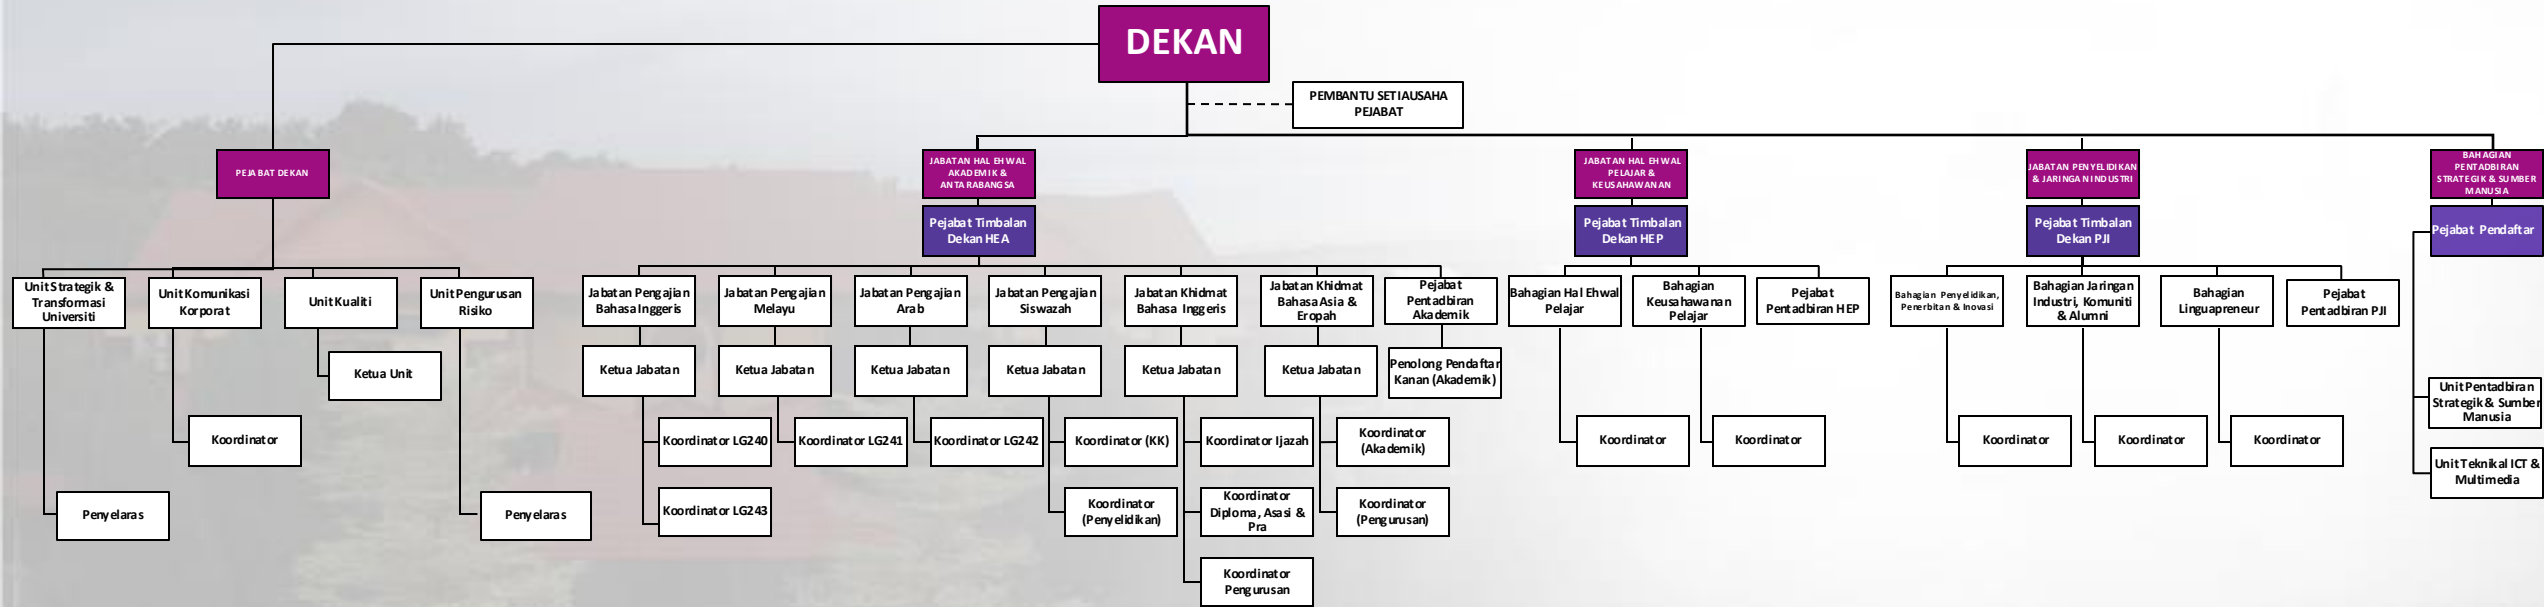 DEKAN
PEMBANTU SETIAUSAHA
PEJABAT
PEJABAT DEKAN
JABATAN HAL EHWAL
AKADEMIK &
ANTARABANGSA
JABATAN HAL EHWAL
PELAJAR &
KEUSAHAWANAN
JABATAN PENYELIDIKAN
& JARINGAN INDUSTRI
BAHAGIAN
PENTADBIRAN
STRATEGIK & SUMBER
MANUSIA
Pejabat Timbalan
Dekan HEA
Pejabat Timbalan
Dekan HEP
Pejabat Timbalan
Dekan PJI
Pejabat Pendaftar
Unit Strategik &
Transformasi
Universiti
Unit Komunikasi
Korporat
Unit Kualiti
Unit Pengurusan
Risiko
Jabatan Pengajian
Bahasa Inggeris
Jabatan Pengajian
Melayu
Jabatan Pengajian
Arab
Jabatan Pengajian
Siswazah
Jabatan Khidmat
Bahasa Inggeris
Jabatan Khidmat
Bahasa Asia &
Eropah
Pejabat
Pentadbiran
Akademik
Bahagian Hal Ehwal
Pelajar
Bahagian
Keusahawanan
Pelajar
Pejabat
Pentadbiran HEP
Bahagian Penyelidikan,
Penerbitan & Inovasi
Bahagian Jaringan
Industri, Komuniti
& Alumni
Bahagian
Linguapreneur
Pejabat
Pentadbiran PJI
Ketua Unit
Ketua Jabatan
Ketua Jabatan
Ketua Jabatan
Ketua Jabatan
Ketua Jabatan
Ketua Jabatan
Penolong Pendaftar
Kanan (Akademik)
Unit Pentadbiran
Strategik & Sumber
Manusia
Koordinator
Koordinator LG240
Koordinator LG241
Koordinator LG242
Koordinator (KK)
Koordinator Ijazah
Koordinator
(Akademik)
Koordinator
Koordinator
Koordinator
Koordinator
Koordinator
Unit Teknikal ICT &
Multimedia
Penyelaras
Penyelaras
Koordinator LG243
Koordinator
(Penyelidikan)
Koordinator
Diploma, Asasi &
Pra
Koordinator
(Pengurusan)
Koordinator
Pengurusan